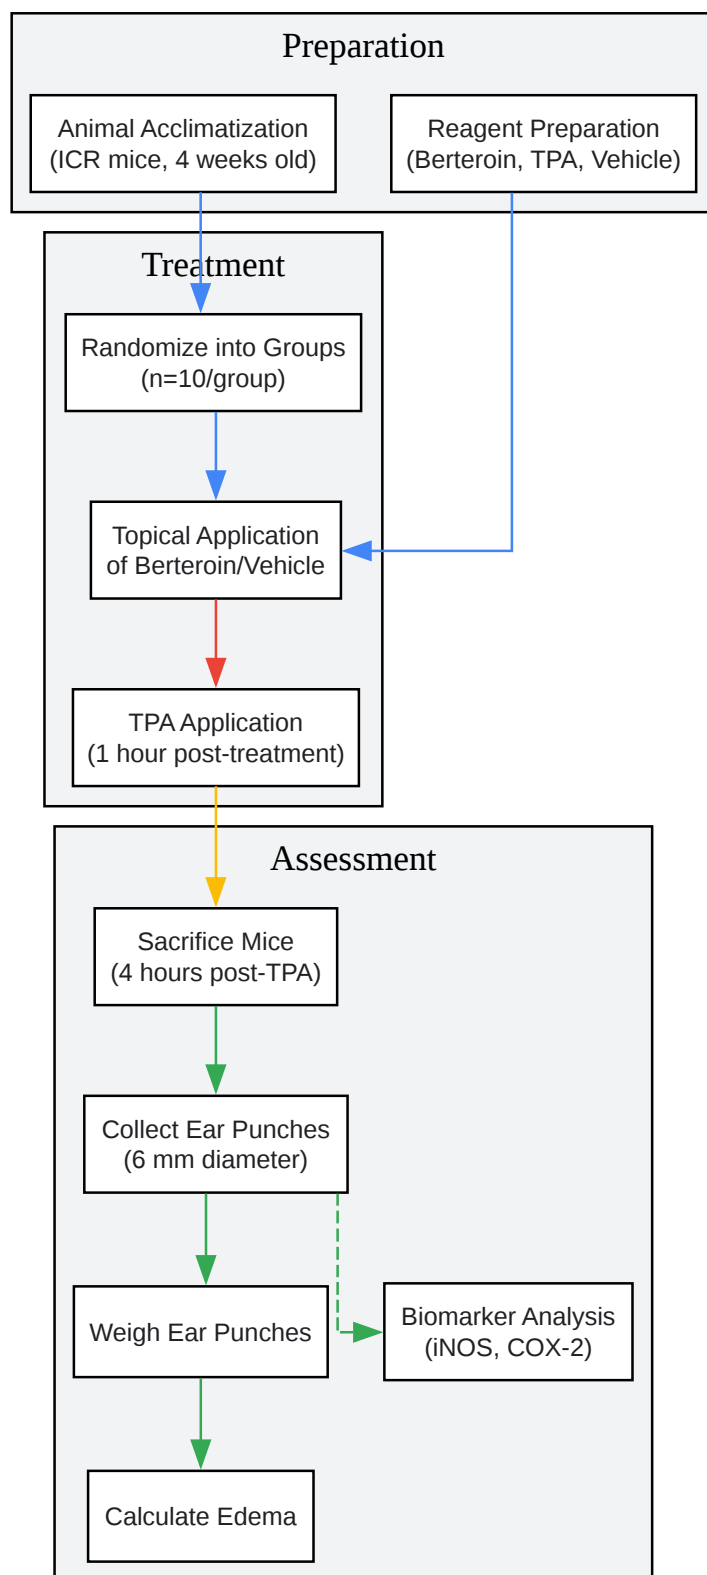 Preparation
Animal Acclimatization
(ICR mice, 4 weeks old)
Reagent Preparation
(Berteroin, TPA, Vehicle)
Treatment
Randomize into Groups
(n=10/group)
Topical Application
of Berteroin/Vehicle
TPA Application
(1 hour post-treatment)
Assessment
Sacrifice Mice
(4 hours post-TPA)
Collect Ear Punches
(6 mm diameter)
Weigh Ear Punches
Biomarker Analysis
(iNOS, COX-2)
Calculate Edema